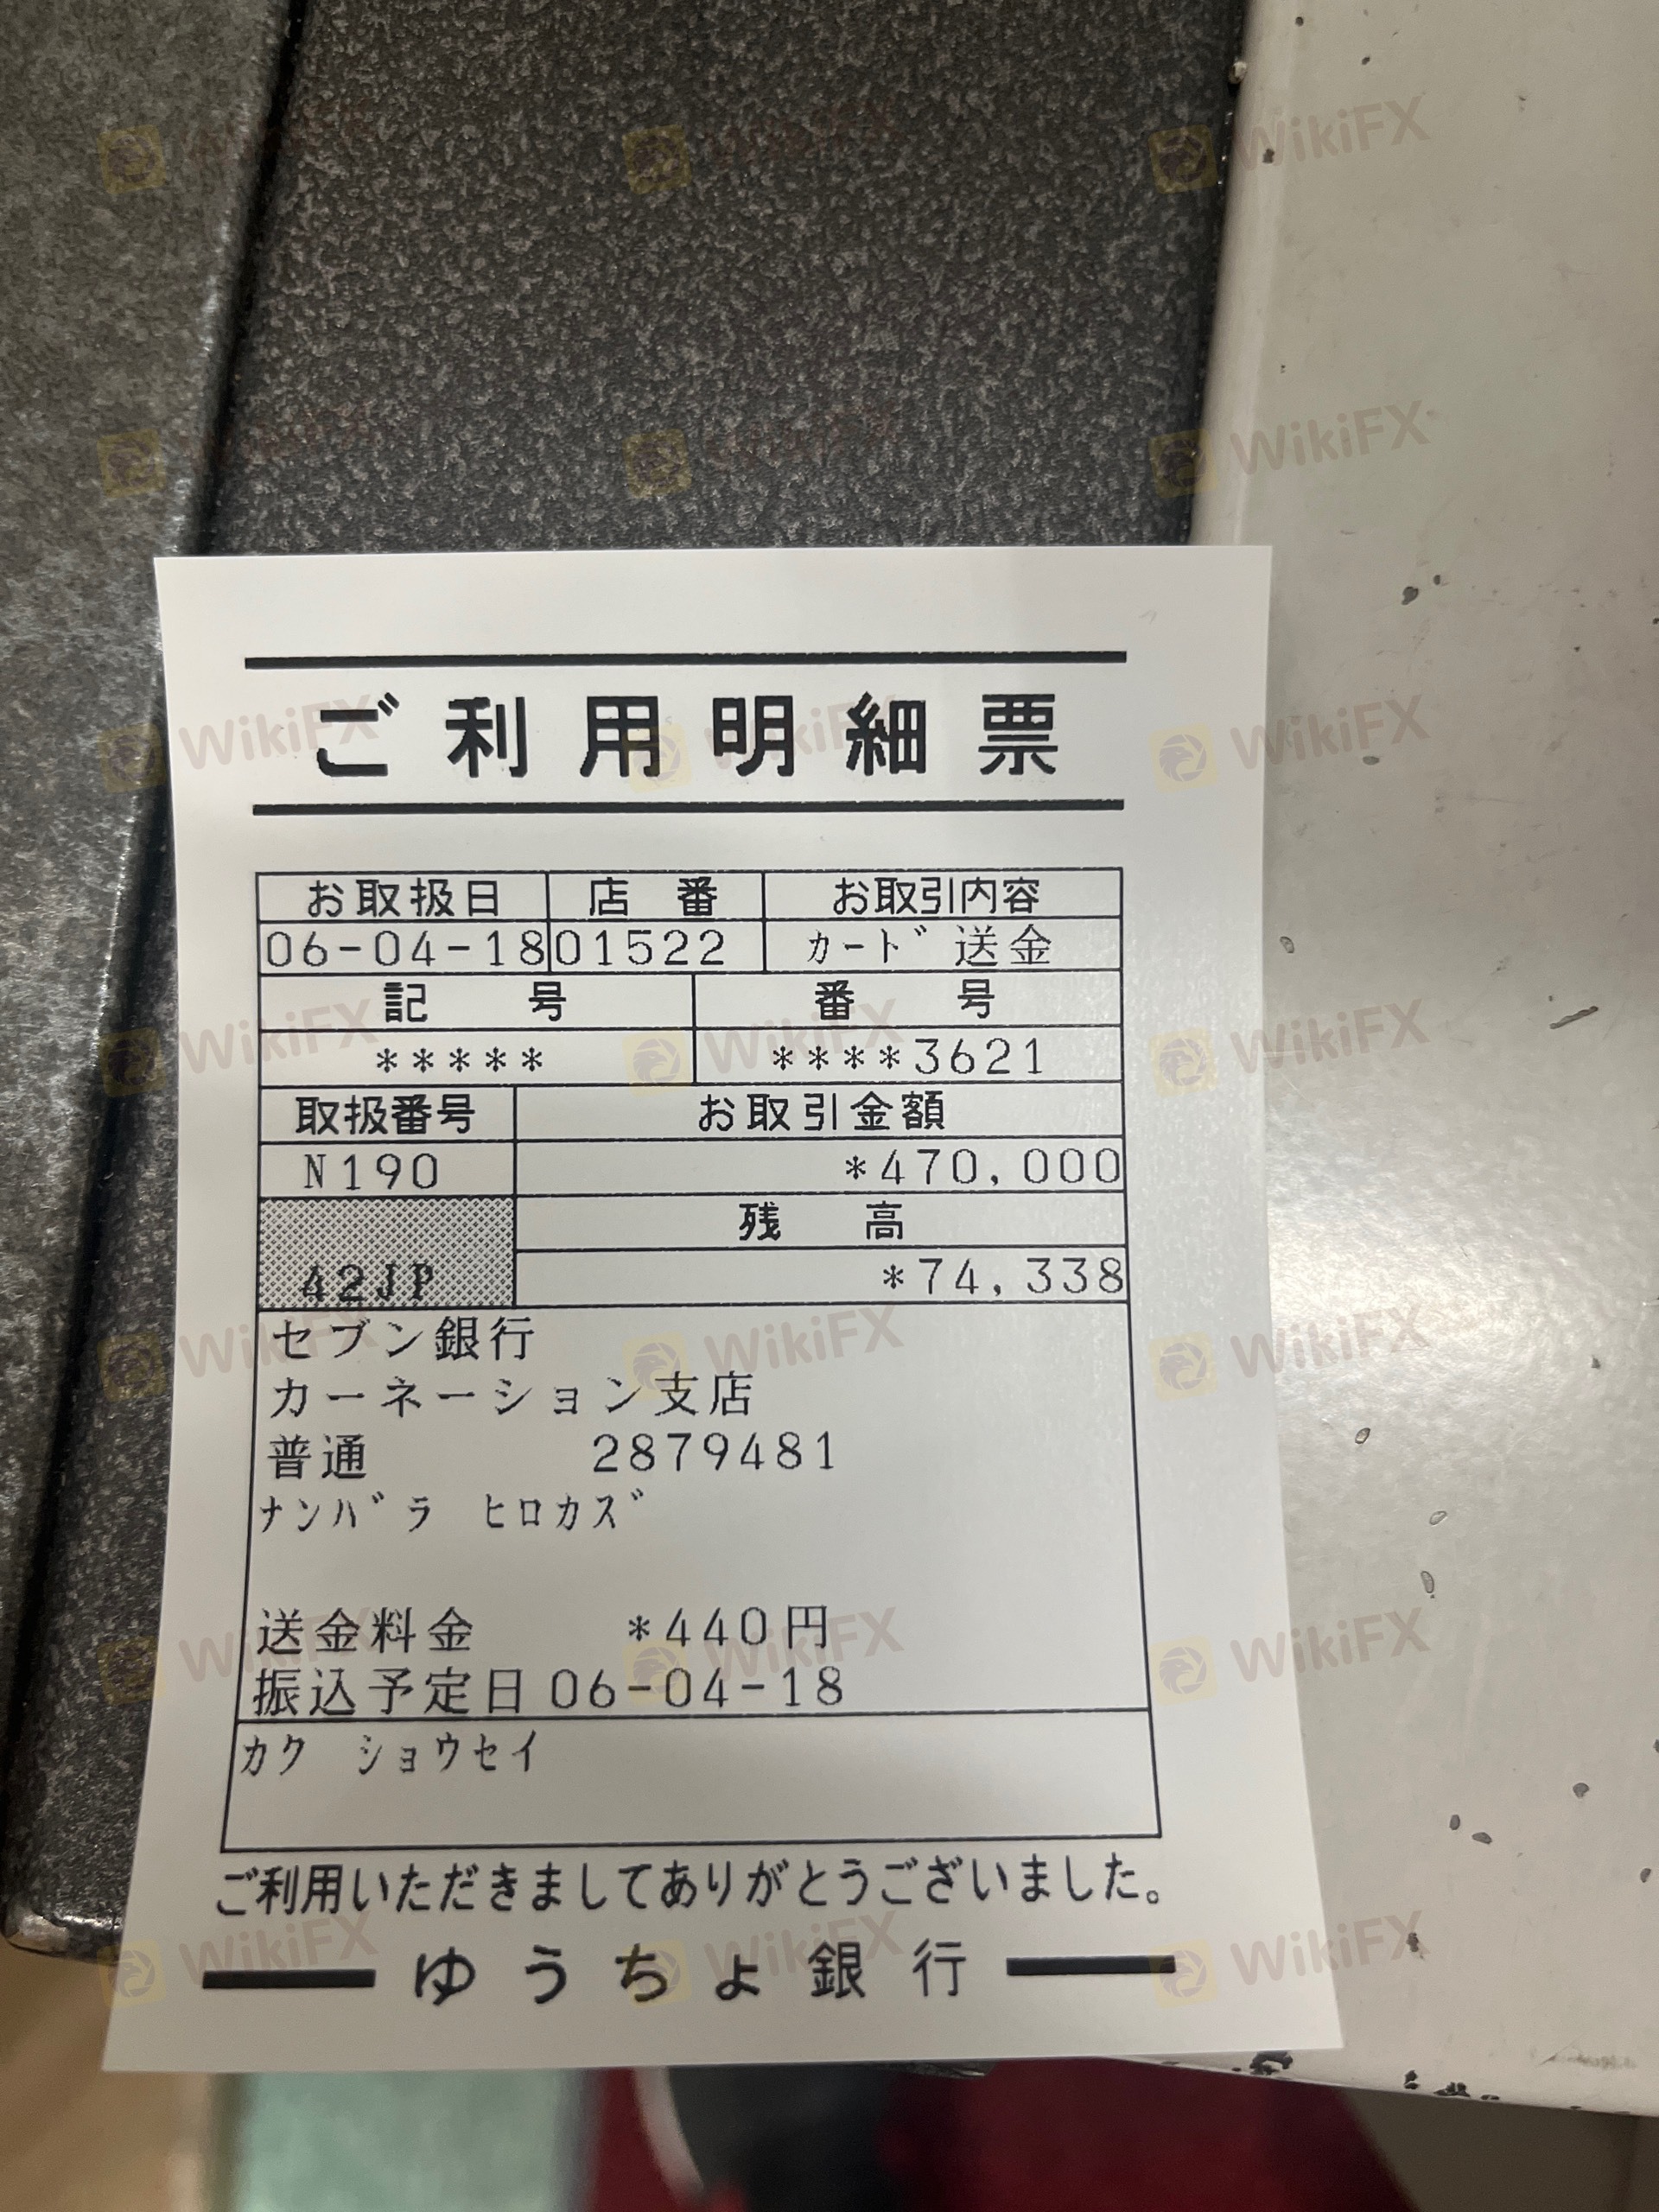 ご利用明細票
お取扱日 店番 お取引内容
06-04-18 01522 カード送金
記号 番号
***** ****3621
取扱番号 お取引金額
N190 *470,000
残高
42JP *74,338
セブン銀行
カーネーション支店
普通 2879481
ナンバラ ヒロカズ
送金料金 *440円
振込予定日 06-04-18
カク ショウセイ
ご利用いただきましてありがとうございました。
ゆうちょ銀行
WikiFX